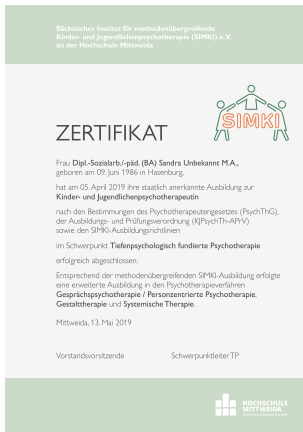 Sächsisches Institut für methodenübergreifende
Kinder- und Jugendlichenpsychotherapie (SIMKI) e.V.
an der Hochschule Mittweida
SIMKI
ZERTIFIKAT
Frau Dipl.-Sozialarb./-päd. (BA) Sandra Unbekannt M.A.,
geboren am 09. Juni 1986 in Hasenburg,
hat am 05. April 2019 ihre staatlich anerkannte Ausbildung zur
Kinder- und Jugendlichenpsychotherapeutin
nach den Bestimmungen des Psychotherapeutengesetzes (PsychThG),
der Ausbildungs- und Prüfungsverordnung (KJPsychTh-APrV)
sowie den SIMKI-Ausbildungsrichtlinien
im Schwerpunkt Tiefenpsychologisch fundierte Psychotherapie
erfolgreich abgeschlossen.
Entsprechend der methodenübergreifenden SIMKI-Ausbildung erfolgte
eine erweiterte Ausbildung in den Psychotherapieverfahren
Gesprächspsychotherapie / Personzentrierte Psychotherapie,
Gestalttherapie und Systemische Therapie.
Mittweida, 13. Mai 2019
Vorstandsvorsitzende Schwerpunktleiter TP
HOCHSCHULE
MITTWEIDA
University of Applied Sciences